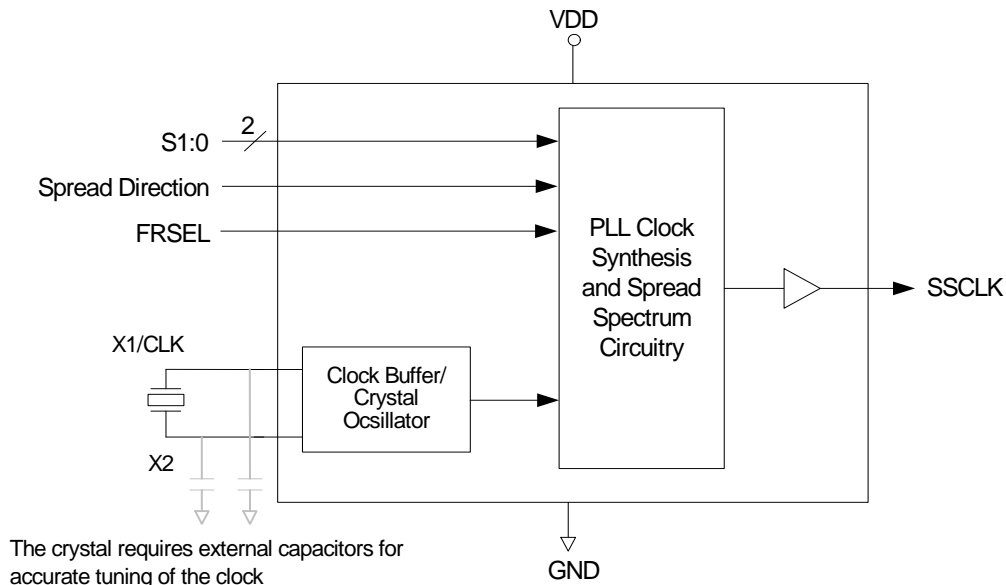 VDD
2
S1:0
Spread Direction
FRSEL
PLL Clock
Synthesis
and Spread
Spectrum
Circuitry
SSCLK
X1/CLK
Clock Buffer/
Crystal
Ocsillator
X2
The crystal requires external capacitors for
accurate tuning of the clock
GND